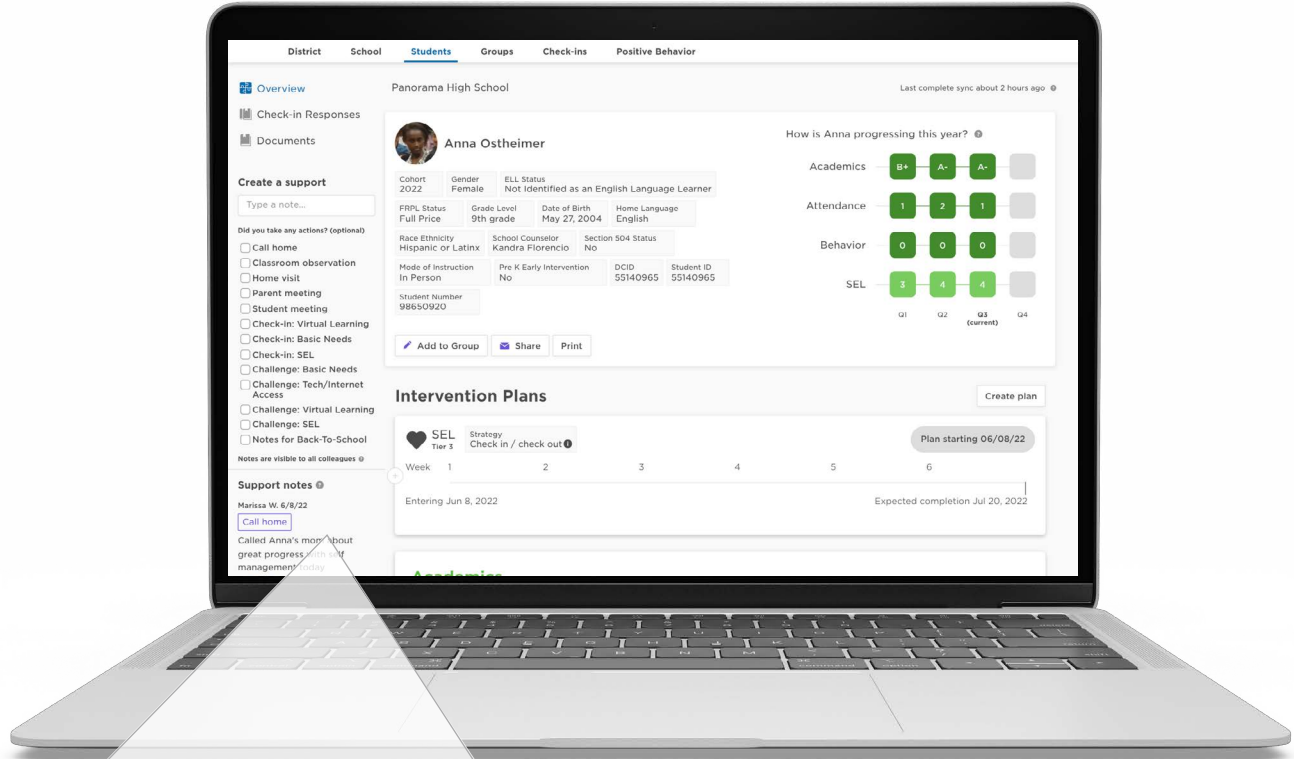 District School Students Groups Check-ins Positive Behavior
Overview
Check-in Responses
Documents
Create a support
Type a note...
Did you take any actions? (optional)
Call home
Classroom observation
Home visit
Parent meeting
Student meeting
Check-in: Virtual Learning
Check-in: Basic Needs
Check-in: SEL
Challenge: Basic Needs
Challenge: Tech/Internet
Access
Challenge: Virtual Learning
Challenge: SEL
Notes for Back-To-School
Notes are visible to all colleagues
Support notes
Marissa W. 6/8/22
Call home
Called Anna's mom about
great progress with self
management today
Panorama High School
Last complete sync about 2 hours ago
Anna Ostheimer
Cohort Gender ELL Status
2022 Female Not Identified as an English Language Learner
FRPL Status Grade Level Date of Birth Home Language
Full Price 9th grade May 27, 2004 English
Race Ethnicity School Counselor Section 504 Status
Hispanic or Latinx Kandra Florencio No
Mode of Instruction Pre K Early Intervention DCID Student ID
In Person No 55140965 55140965
Student Number
98650920
Add to Group Share Print
How is Anna progressing this year?
Academics B+ A- A-
Attendance 1 2 1
Behavior 0 0 0
SEL 3 4 4
Q1 Q2 Q3 Q4
(current)
Intervention Plans
Create plan
SEL
Tier 3
Strategy
Check in / check out
Plan starting 06/08/22
Week 1 2 3 4 5 6
Entering Jun 8, 2022
Expected completion Jul 20, 2022
Academics